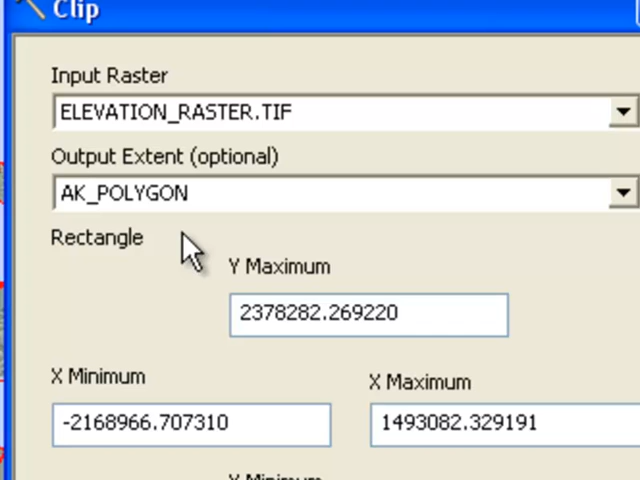 Clip
Input Raster
ELEVATION_RASTER.TIF
Output Extent (optional)
AK_POLYGON
Rectangle
Y Maximum
2378282.269220
X Minimum
X Maximum
-2168966.707310
1493082.329191
Y Minimum